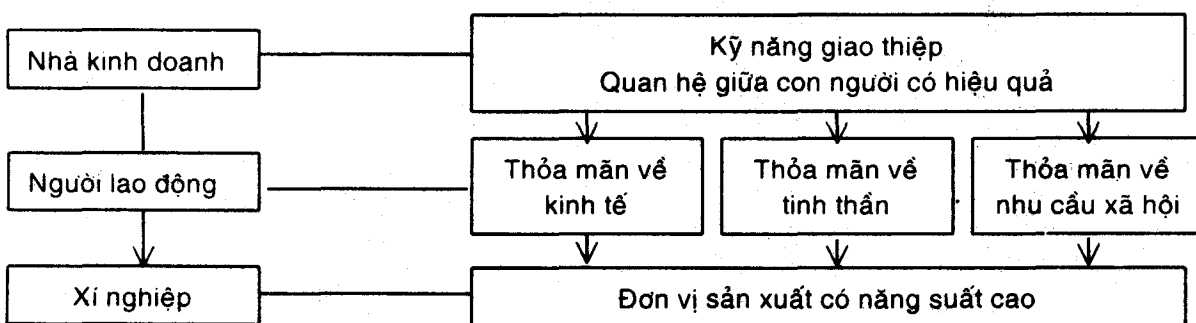 Nhà kinh doanh
Kỹ năng giao thiệp
Quan hệ giữa con người có hiệu quả
Người lao động
Thỏa mãn về
kinh tế
Thỏa mãn về
tinh thần
Thỏa mãn về
nhu cầu xã hội
Xí nghiệp
Đơn vị sản xuất có năng suất cao